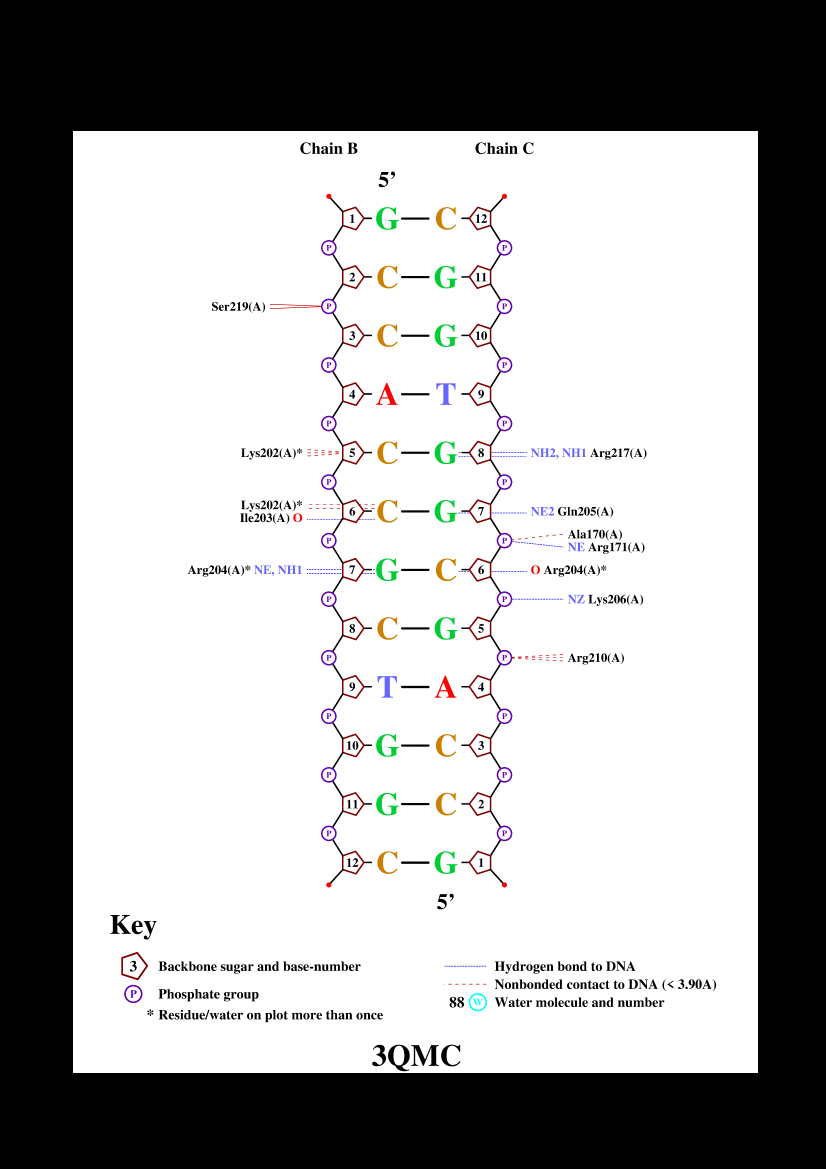 Chain B Chain C
5’
1 G C 12
P P
2 C G 11
Ser219(A) P P
3 C G 10
P P
4 A T 9
P P
Lys202(A)* 5 C G 8 NH2, NH1 Arg217(A)
P P
Lys202(A)*
Ile203(A) O 6 C G 7 NE2 Gln205(A)
P P Ala170(A)
NE Arg171(A)
Arg204(A)* NE, NH1 7 G C 6 O Arg204(A)*
P P NZ Lys206(A)
8 C G 5
P P Arg210(A)
9 T A 4
P P
10 G C 3
P P
11 G C 2
P P
12 C G 1
5’
Key
3 Backbone sugar and base-number
P Phosphate group
* Residue/water on plot more than once
Hydrogen bond to DNA
Nonbonded contact to DNA (< 3.90A)
88 W Water molecule and number
3QMC